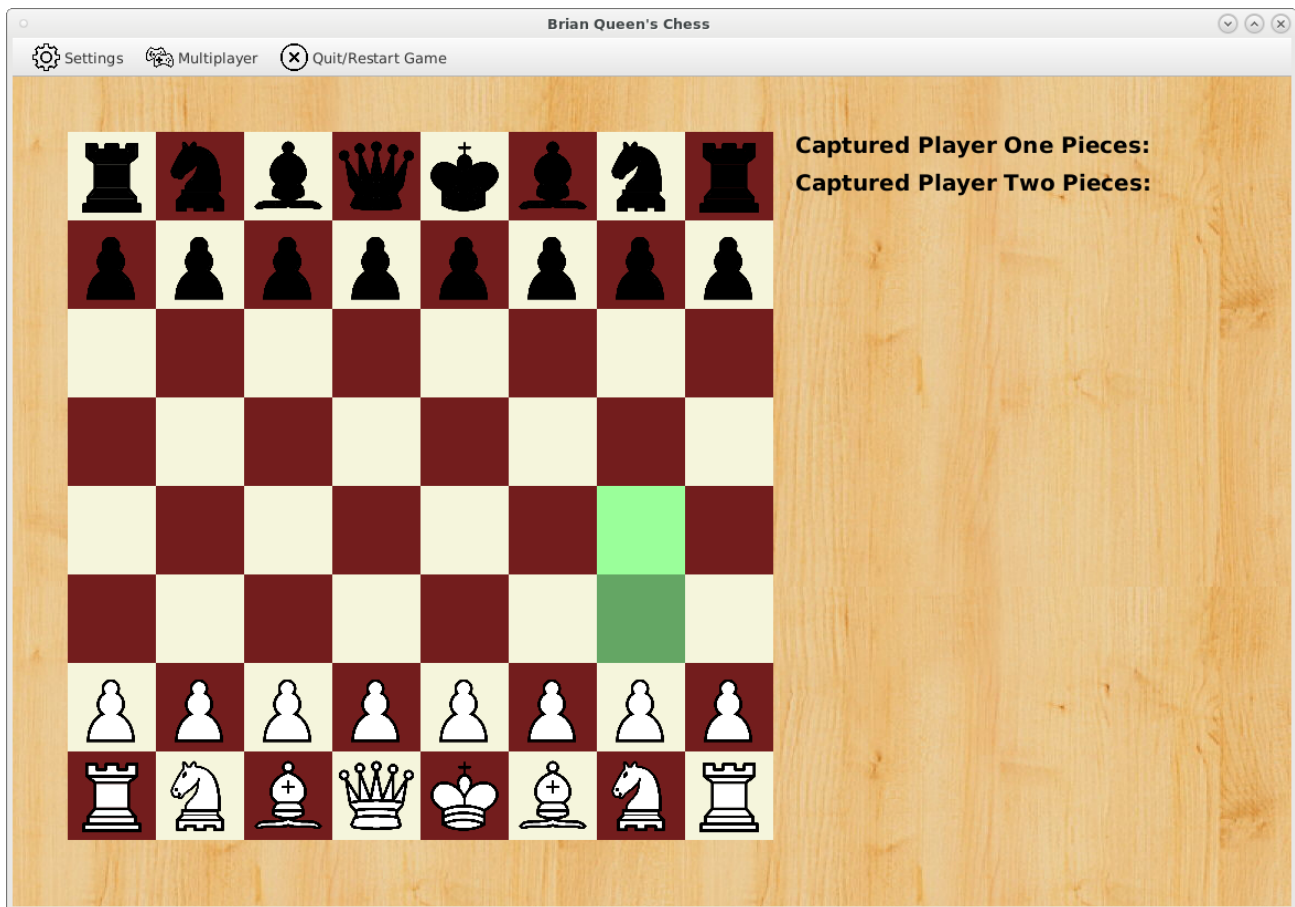 Brian Queen's Chess
Settings Multiplayer Quit/Restart Game
Captured Player One Pieces:
Captured Player Two Pieces: